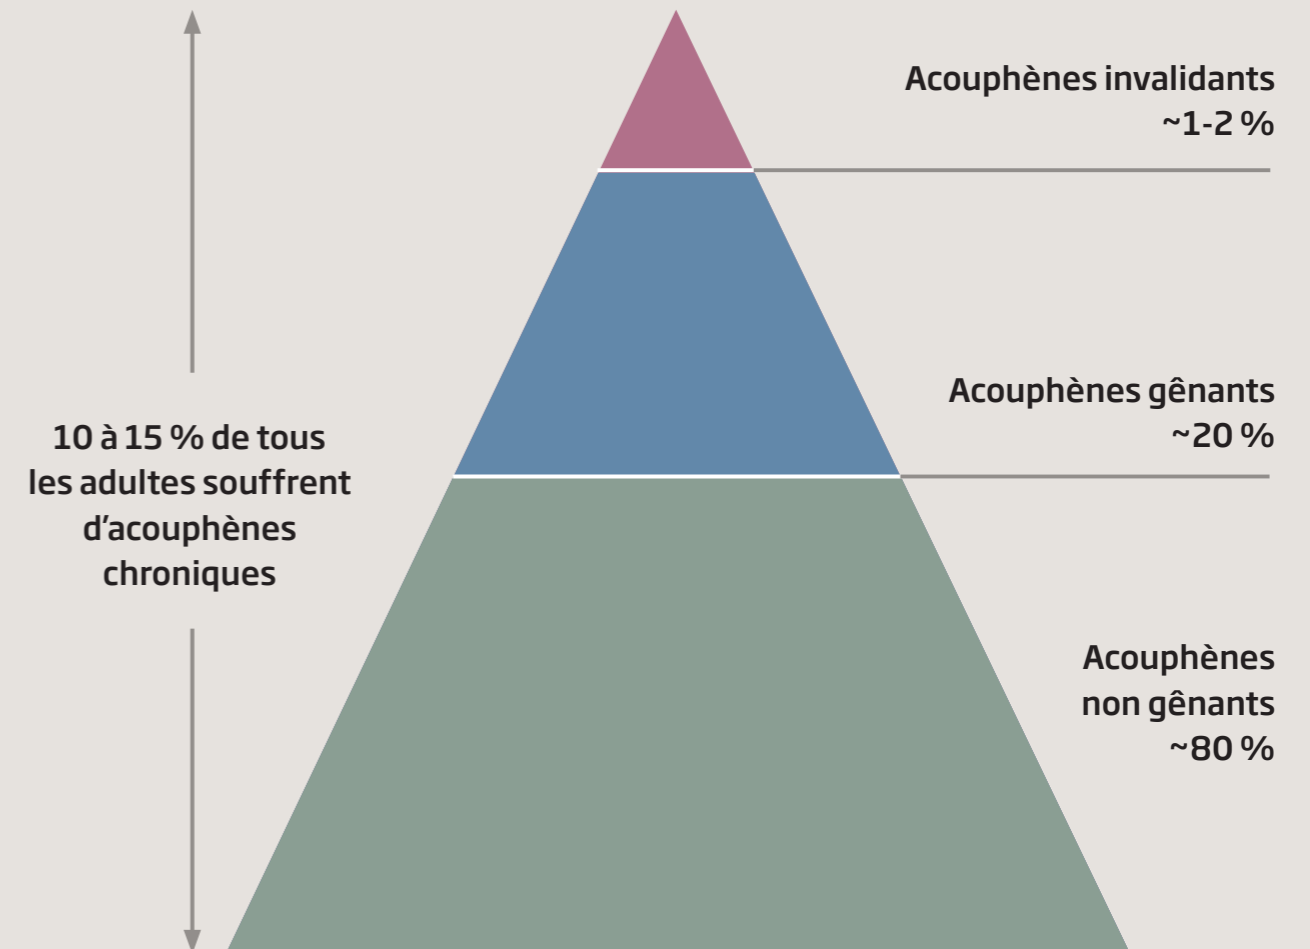 Acouphènes invalidants
~1-2 %
Acouphènes gênants
~20 %
10 à 15 % de tous
les adultes souffrent
d’acouphènes
chroniques
Acouphènes
non gênants
~80 %